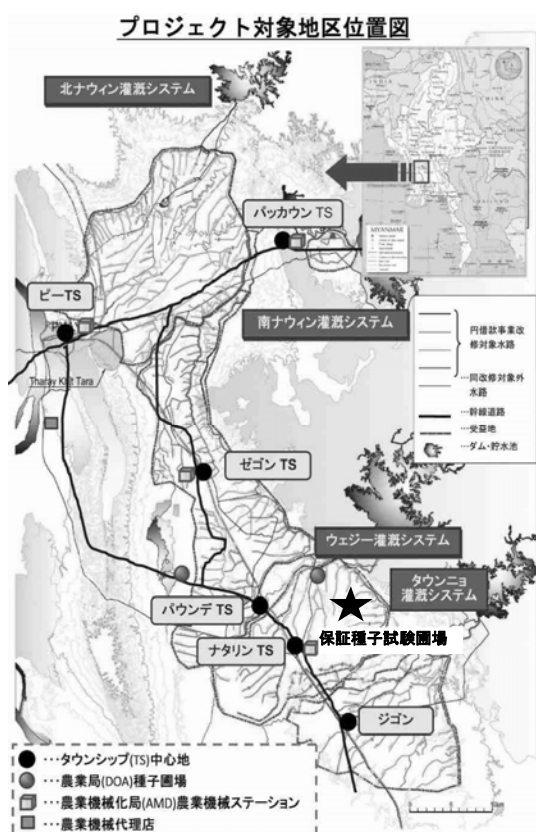 プロジェクト対象地区位置図
北ナウィン灌漑システム
パッカウン TS
MYANMAR
ピーTS
南ナウィン灌漑システム
Tharay Khit Tara
円借款事業改
修対象水路
…同改修対象外
水路
…幹線道路
…受益地
…ダム・貯水池
ゼゴン TS
ウェジー灌漑システム
タウンニョ
灌漑システム
パウンデ TS
保証種子試験圃場
ナタリン TS
ジゴン
…タウンシップ(TS)中心地
…農業局(DOA)種子圃場
…農業機械化局(AMD)農業機械ステーション
…農業機械代理店